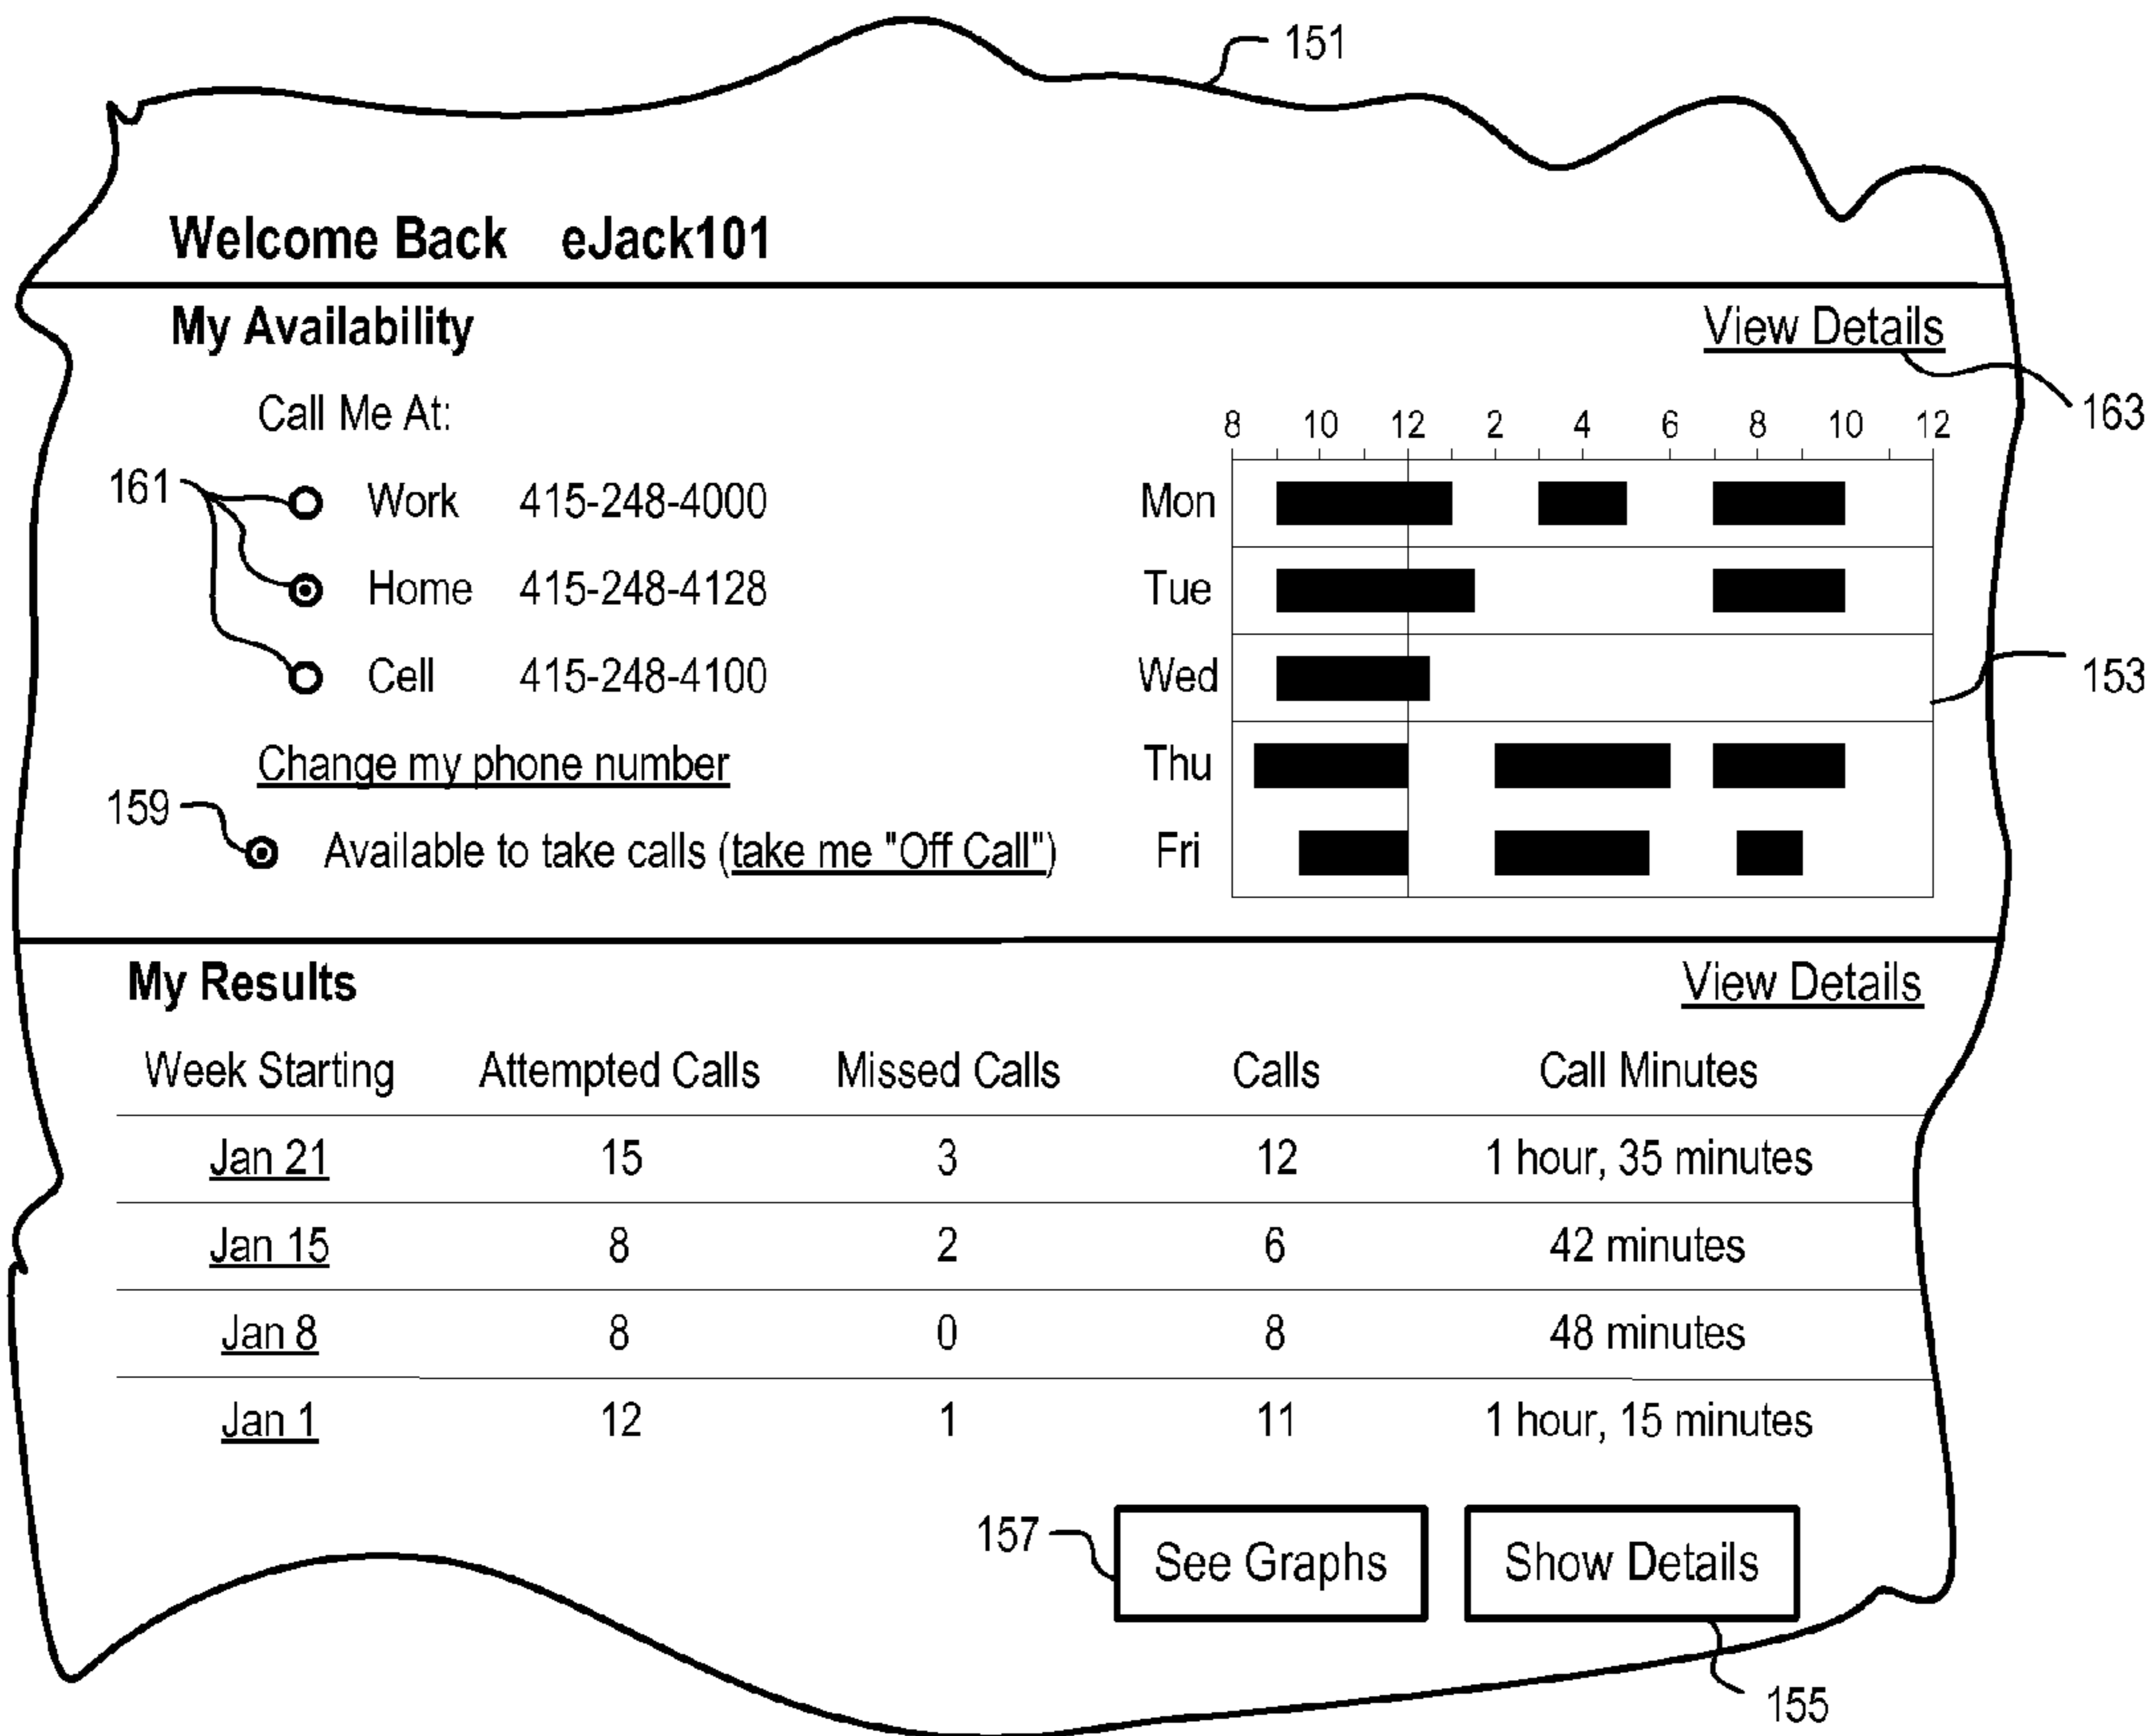 151
Welcome Back eJack101
My Availability View Details
163
Call Me At:
8 10 12 2 4 6 8 10 12
161 Work 415-248-4000 Mon
Home 415-248-4128 Tue
Cell 415-248-4100 Wed
153
Change my phone number Thu
159
Available to take calls (take me "Off Call") Fri
My Results View Details
Week Starting Attempted Calls Missed Calls Calls Call Minutes
Jan 21 15 3 12 1 hour, 35 minutes
Jan 15 8 2 6 42 minutes
Jan 8 8 0 8 48 minutes
Jan 1 12 1 11 1 hour, 15 minutes
157 See Graphs Show Details
155